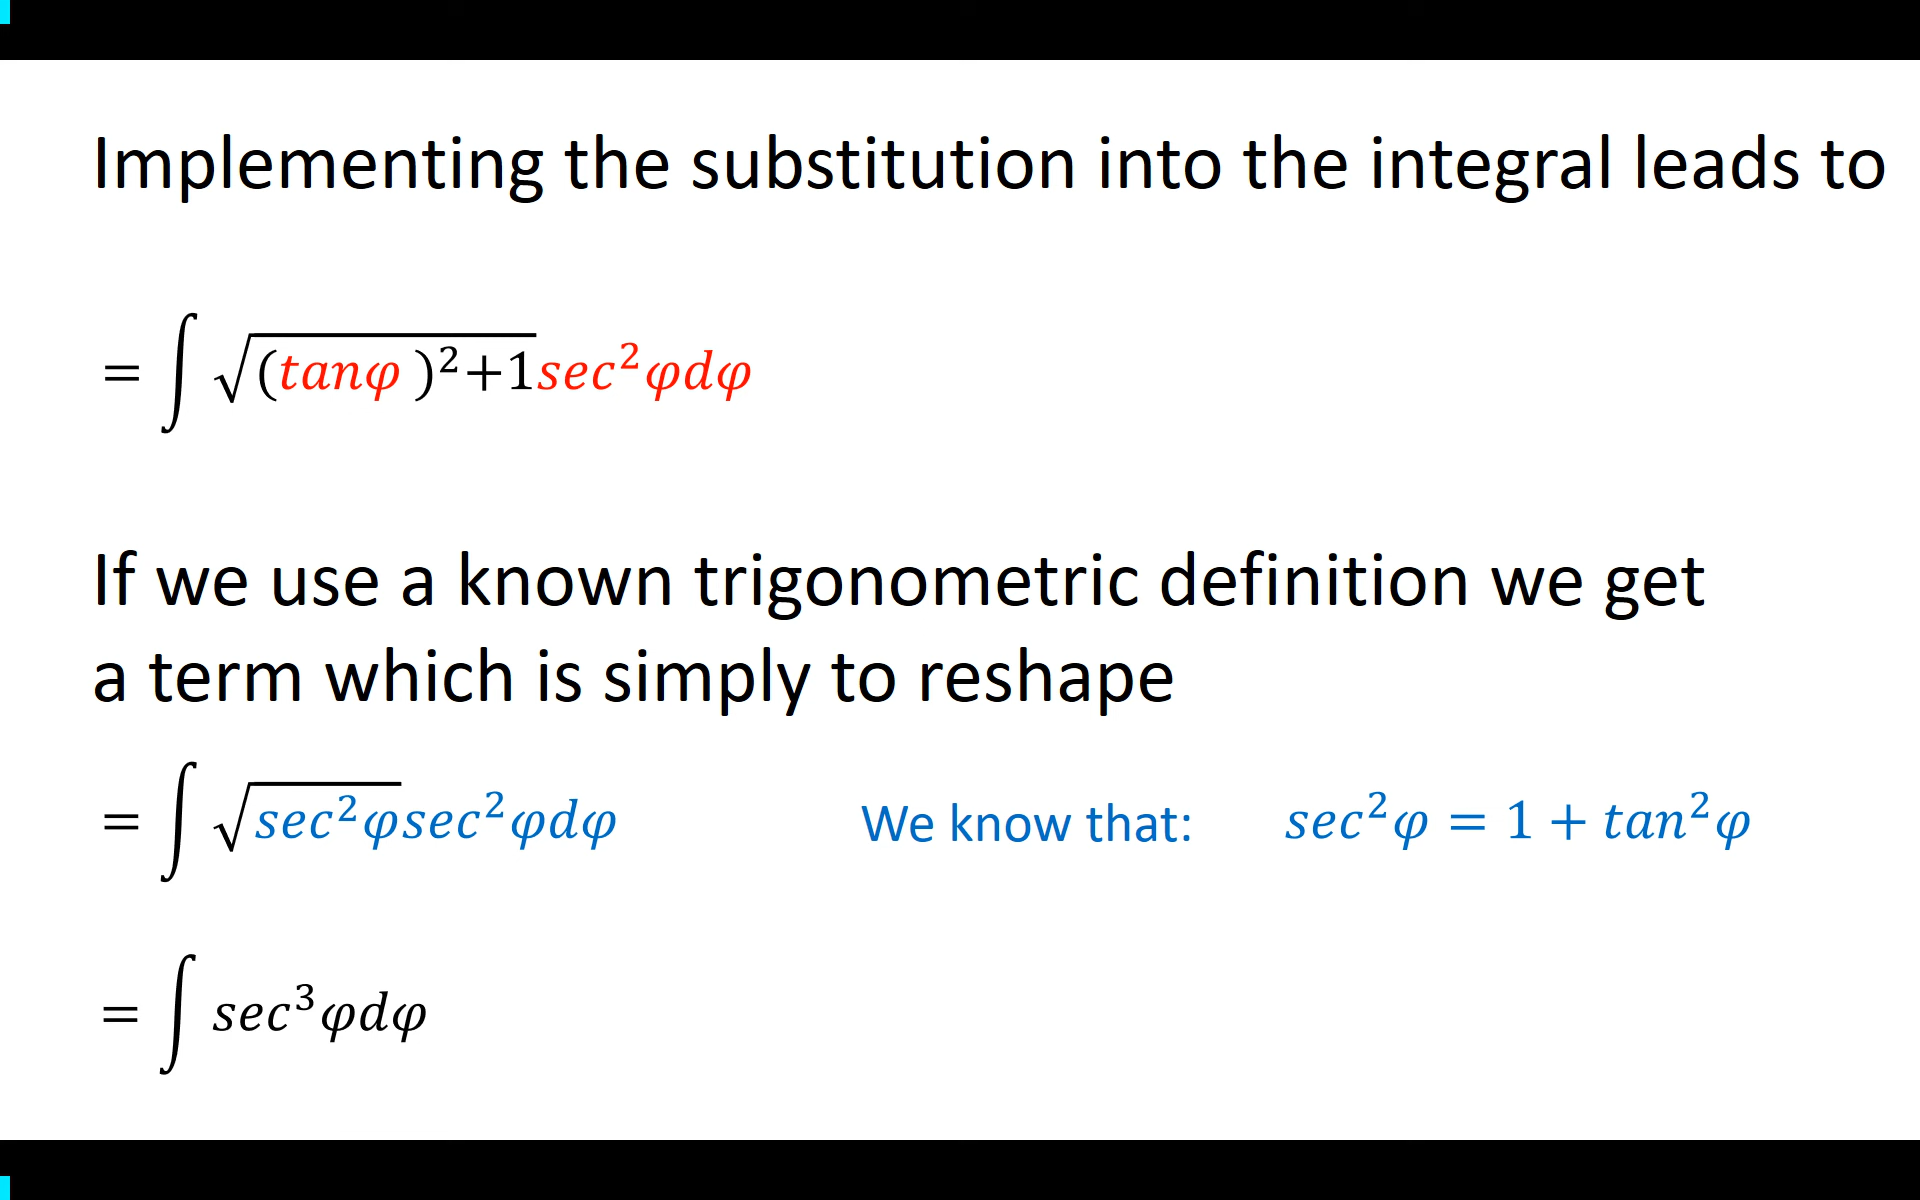 Implementing the substitution into the integral leads to
= ∫ √((tanφ )²+1) sec²φdφ
If we use a known trigonometric definition we get
a term which is simply to reshape
= ∫ √(sec²φ) sec²φdφ We know that: sec²φ = 1 + tan²φ
= ∫ sec³φdφ